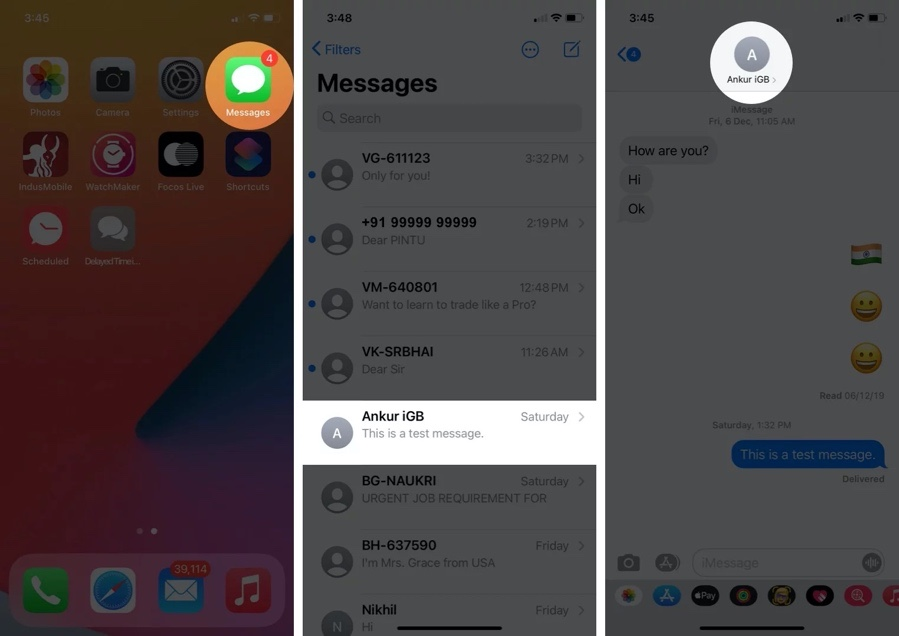 3:45
4
Photos
Camera
Settings
Messages
IndusMobile
WatchMaker
Focos Live
Shortcuts
Scheduled
DelayedTimei...
39,114
3:48
Filters
Messages
Search
VG-611123
3:32 PM
Only for you!
+91 99999 99999
2:19 PM
Dear PINTU
VM-640801
12:48 PM
Want to learn to trade like a Pro?
VK-SRBHAI
11:26 AM
Dear Sir
Ankur iGB
Saturday
A
This is a test message.
BG-NAUKRI
Saturday
URGENT JOB REQUIREMENT FOR
BH-637590
Friday
I'm Mrs. Grace from USA
Nikhil
Friday
N
Hi
3:45
4
A
Ankur iGB
iMessage
Fri, 6 Dec, 11:05 AM
How are you?
Hi
Ok
Read 06/12/19
Saturday, 1:32 PM
This is a test message.
Delivered
iMessage
Pay